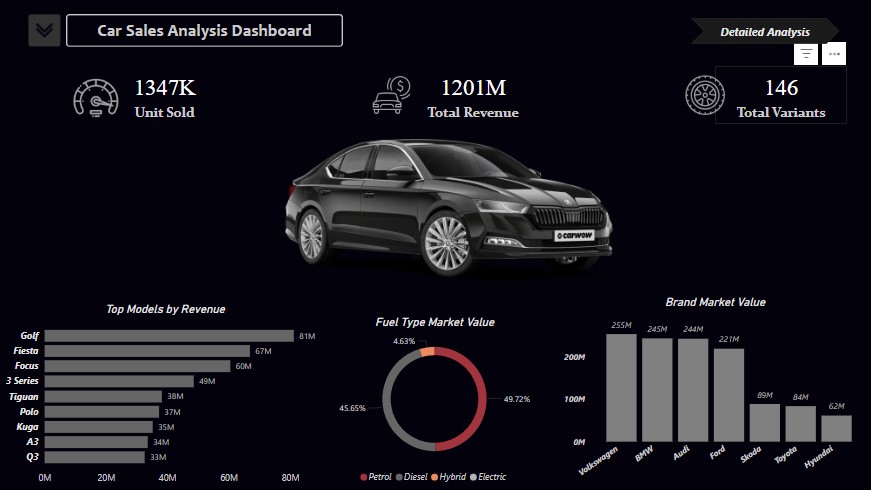 Car Sales Analysis Dashboard
Detailed Analysis
1347K
Unit Sold
1201M
Total Revenue
146
Total Variants
carwow
Top Models by Revenue
Golf 81M
Fiesta 67M
Focus 60M
3 Series 49M
Tiguan 38M
Polo 37M
Kuga 35M
A3 34M
Q3 33M
0M 20M 40M 60M 80M
Fuel Type Market Value
4.63%
45.65%
49.72%
Petrol Diesel Hybrid Electric
Brand Market Value
255M 245M 244M 221M 89M 84M 62M
200M
100M
0M
Volkswagen BMW Audi Ford Skoda Toyota Hyundai